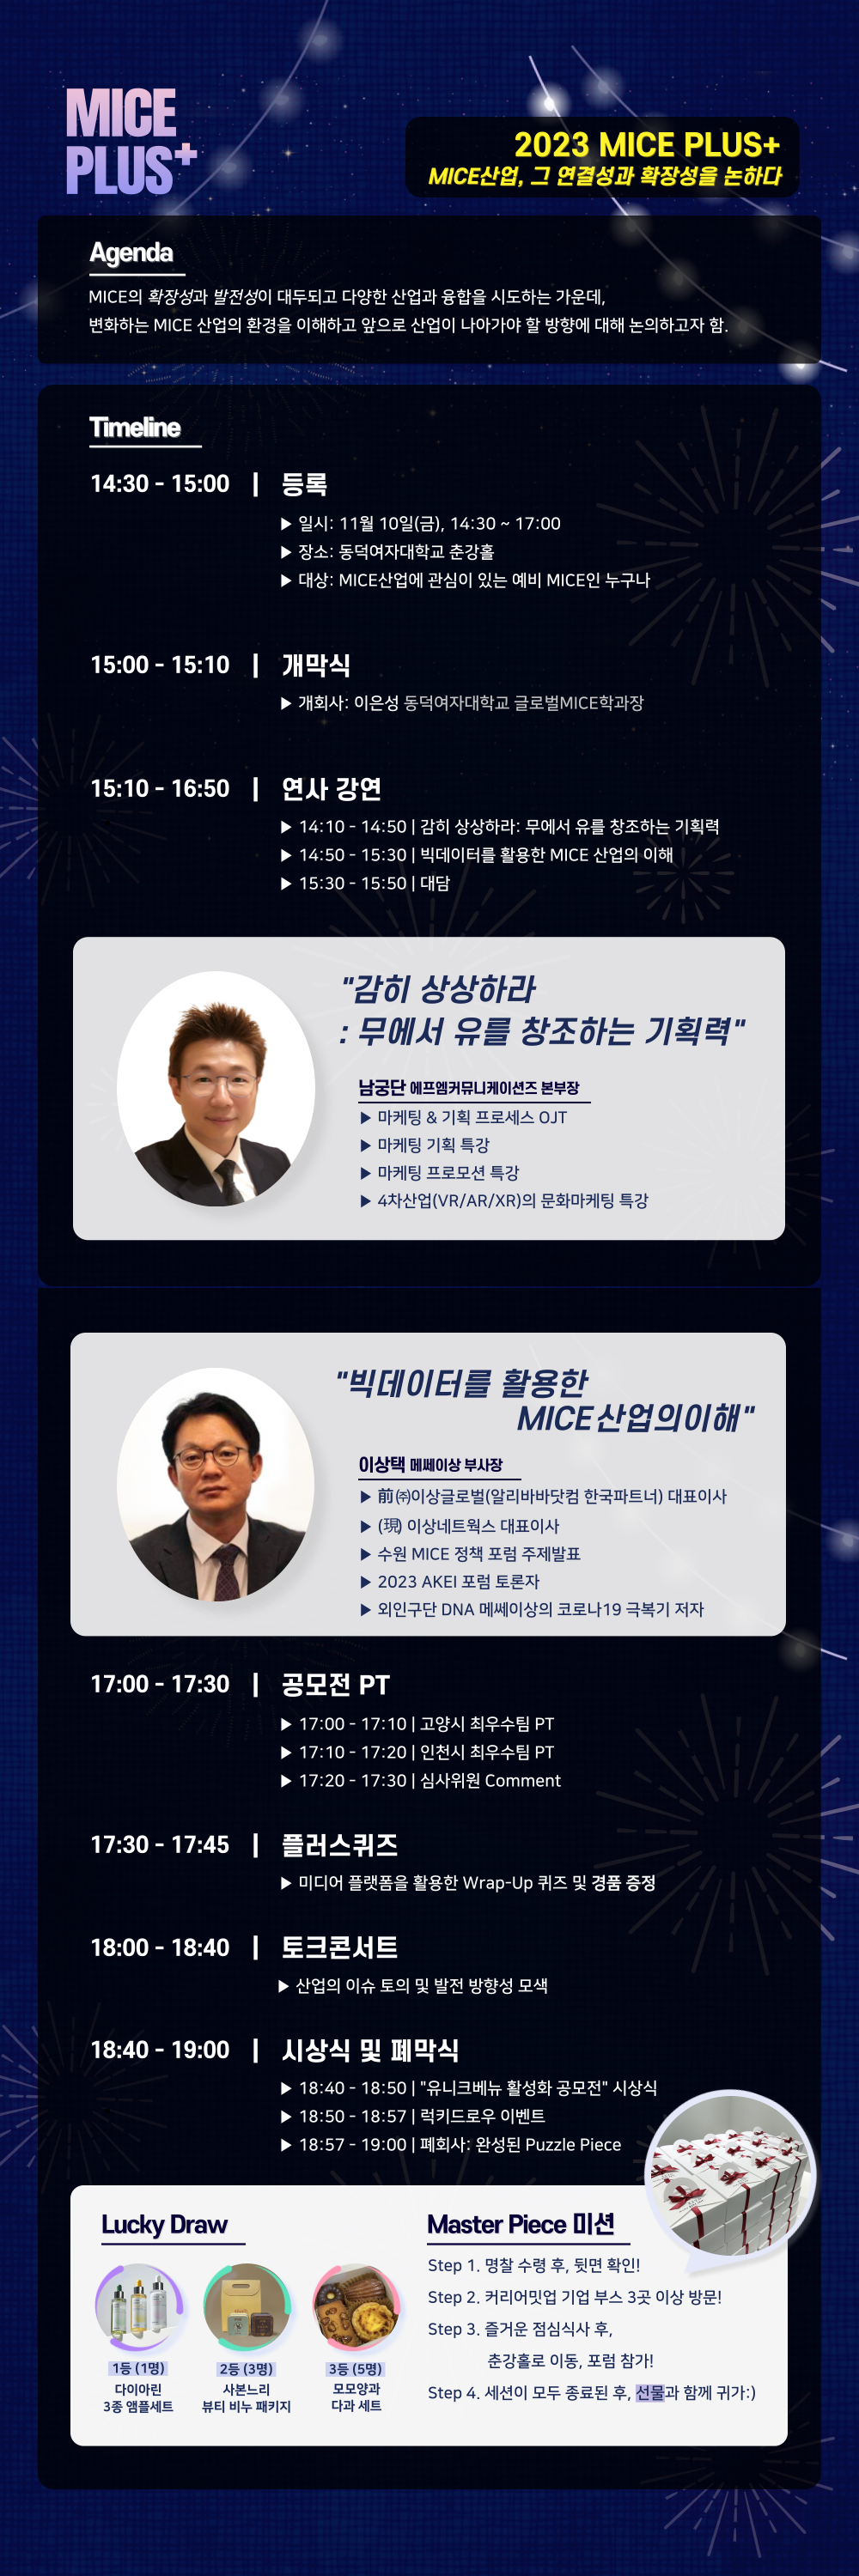 MICE
PLUS+
2023 MICE PLUS+
MICE산업, 그 연결성과 확장성을 논하다
Agenda
MICE의 확장성과 발전성이 대두되고 다양한 산업과 융합을 시도하는 가운데,
변화하는 MICE 산업의 환경을 이해하고 앞으로 산업이 나아가야 할 방향에 대해 논의하고자 함.
Timeline
14:30 - 15:00 | 등록
▶ 일시: 11월 10일(금), 14:30 ~ 17:00
▶ 장소: 동덕여자대학교 춘강홀
▶ 대상: MICE산업에 관심이 있는 예비 MICE인 누구나
15:00 - 15:10 | 개막식
▶ 개회사: 이은성 동덕여자대학교 글로벌MICE학과장
15:10 - 16:50 | 연사 강연
▶ 14:10 - 14:50 | 감히 상상하라: 무에서 유를 창조하는 기획력
▶ 14:50 - 15:30 | 빅데이터를 활용한 MICE 산업의 이해
▶ 15:30 - 15:50 | 대담
"감히 상상하라
: 무에서 유를 창조하는 기획력"
남궁단 에프엠커뮤니케이션즈 본부장
▶ 마케팅 & 기획 프로세스 OJT
▶ 마케팅 기획 특강
▶ 마케팅 프로모션 특강
▶ 4차산업(VR/AR/XR)의 문화마케팅 특강
"빅데이터를 활용한
MICE산업의이해"
이상택 메쎄이상 부사장
▶ 前㈜이상글로벌(알리바바닷컴 한국파트너) 대표이사
▶ (現) 이상네트웍스 대표이사
▶ 수원 MICE 정책 포럼 주제발표
▶ 2023 AKEI 포럼 토론자
▶ 외인구단 DNA 메쎄이상의 코로나19 극복기 저자
17:00 - 17:30 | 공모전 PT
▶ 17:00 - 17:10 | 고양시 최우수팀 PT
▶ 17:10 - 17:20 | 인천시 최우수팀 PT
▶ 17:20 - 17:30 | 심사위원 Comment
17:30 - 17:45 | 플러스퀴즈
▶ 미디어 플랫폼을 활용한 Wrap-Up 퀴즈 및 경품 증정
18:00 - 18:40 | 토크콘서트
▶ 산업의 이슈 토의 및 발전 방향성 모색
18:40 - 19:00 | 시상식 및 폐막식
▶ 18:40 - 18:50 | "유니크베뉴 활성화 공모전" 시상식
▶ 18:50 - 18:57 | 럭키드로우 이벤트
▶ 18:57 - 19:00 | 폐회사: 완성된 Puzzle Piece
Lucky Draw
1등 (1명)
다이아린
3종 앰플세트
2등 (3명)
사본느리
뷰티 비누 패키지
3등 (5명)
모모양과
다과 세트
Master Piece 미션
Step 1. 명찰 수령 후, 뒷면 확인!
Step 2. 커리어밋업 기업 부스 3곳 이상 방문!
Step 3. 즐거운 점심식사 후,
춘강홀로 이동, 포럼 참가!
Step 4. 세션이 모두 종료된 후, 선물과 함께 귀가:)